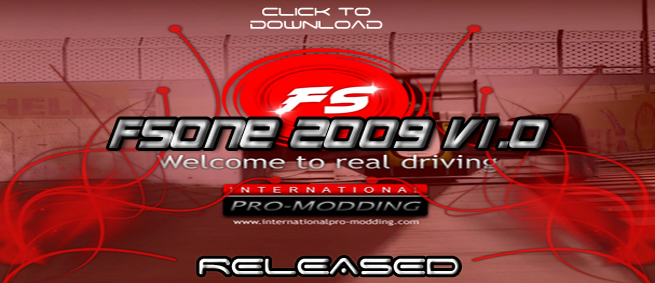 CLICK TO
DOWNLOAD
FS
FSONE 2009 V1.0
Welcome to real driving
INTERNATIONAL
PRO-MODDING
www.internationalpro-modding.com
RELEASED